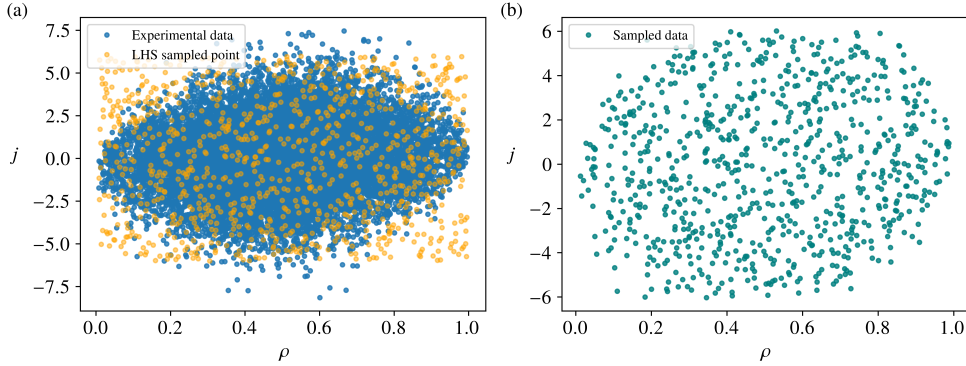 (a)
Experimental data
LHS sampled point
7.5
5.0
2.5
0.0
−2.5
−5.0
−7.5
j
0.0 0.2 0.4 0.6 0.8 1.0
ρ
(b)
Sampled data
6
4
2
0
−2
−4
−6
j
0.0 0.2 0.4 0.6 0.8 1.0
ρ